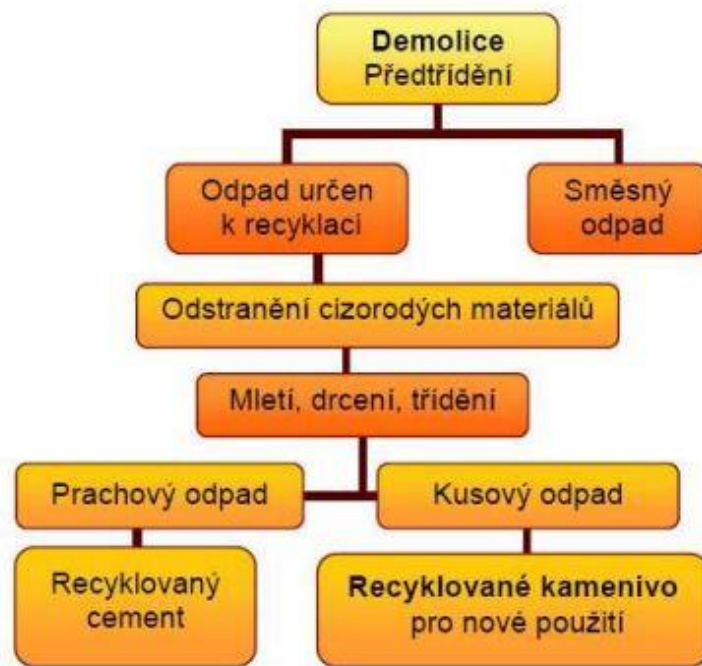 Demolice
Předtřídění
Odpad určen
k recyklaci
Směsný
odpad
Odstranění cizorodých materiálů
Mletí, drcení, třídění
Prachový odpad
Kusový odpad
Recyklovaný
cement
Recyklované kamenivo
pro nové použití